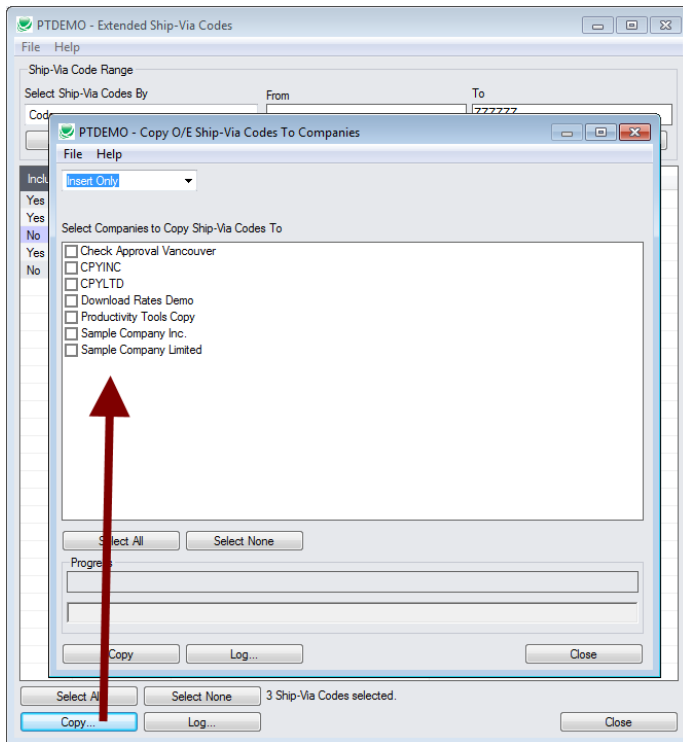 PTDEMO - Extended Ship-Via Codes
File Help
Ship-Via Code Range
Select Ship-Via Codes By From To
ZZZZZZ
PTDEMO - Copy O/E Ship-Via Codes To Companies
File Help
Insert Only
Yes
Yes
No
Yes
No
Select Companies to Copy Ship-Via Codes To
Check Approval Vancouver
CPYINC
CPYLTD
Download Rates Demo
Productivity Tools Copy
Sample Company Inc.
Sample Company Limited
Select All Select None
Progress
Copy Log... Close
Select All Select None 3 Ship-Via Codes selected.
Copy... Log... Close